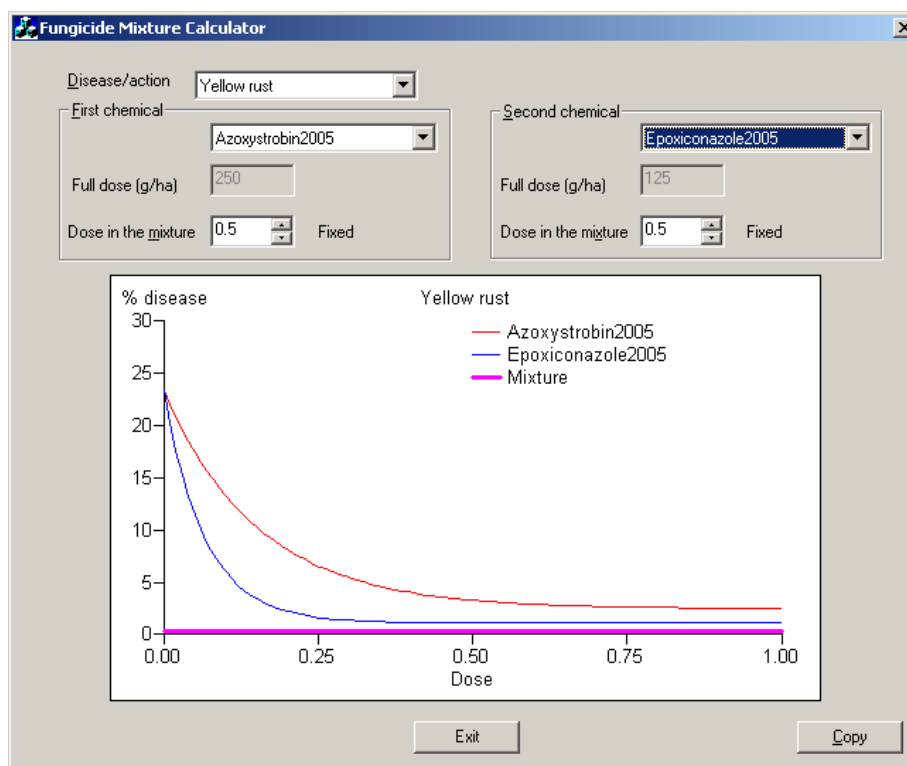 Fungicide Mixture Calculator
Disease/action
Yellow rust
First chemical
Azoxystrobin2005
Full dose (g/ha)
250
Dose in the mixture
0.5
Fixed
Second chemical
Epoxiconazole2005
Full dose (g/ha)
125
Dose in the mixture
0.5
Fixed
% disease
Yellow rust
Azoxystrobin2005
Epoxiconazole2005
Mixture
30
25
20
15
10
5
0
0.00 0.25 0.50 0.75 1.00
Dose
Exit
Copy